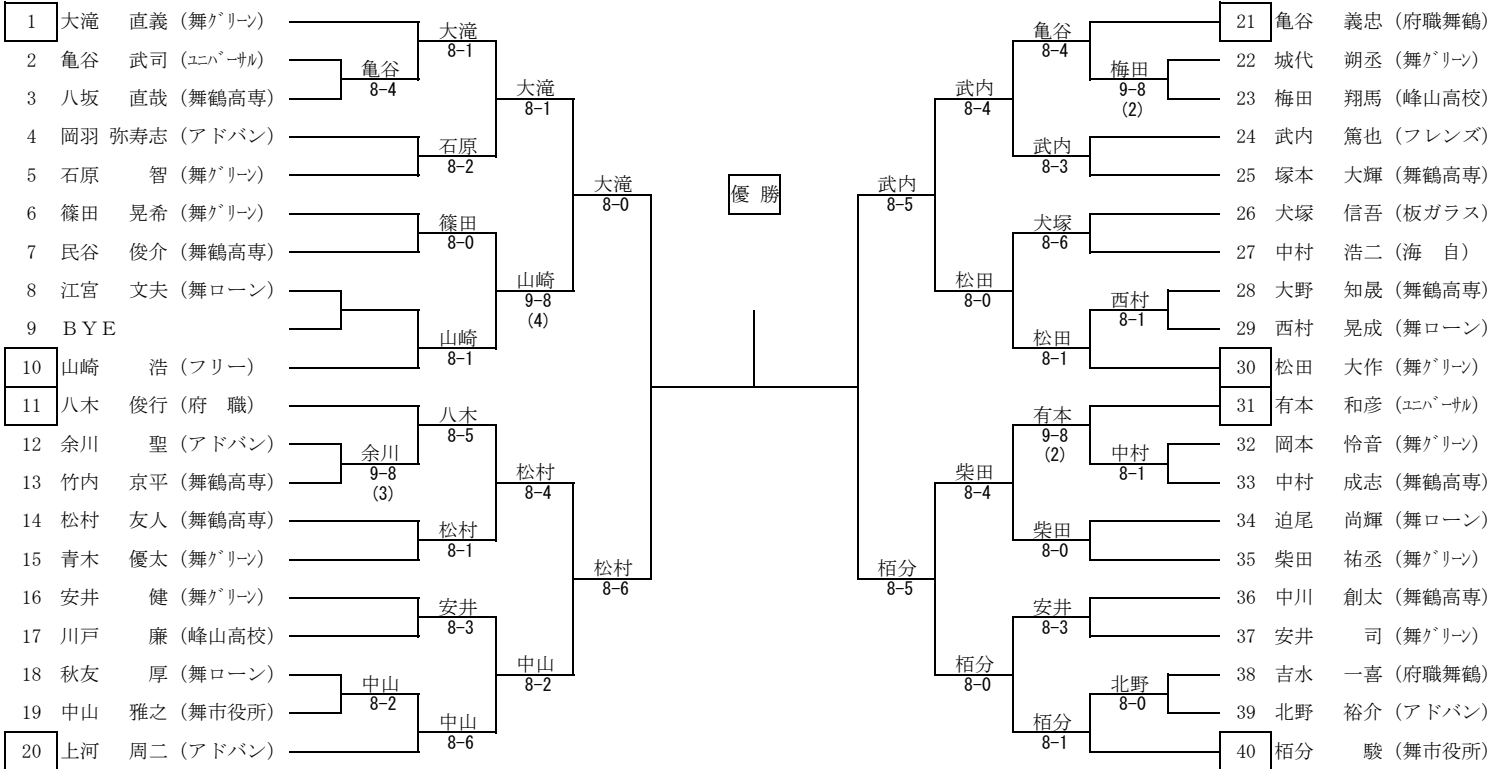 1 大滝 直義 (舞グリーン)
2 亀谷 武司 (ユニバーサル)
3 八坂 直哉 (舞鶴高専)
4 岡羽 弥寿志 (アドバン)
5 石原 智 (舞グリーン)
6 篠田 晃希 (舞グリーン)
7 民谷 俊介 (舞鶴高専)
8 江宮 文夫 (舞ローン)
9 BYE
10 山崎 浩 (フリー)
11 八木 俊行 (府 職)
12 余川 聖 (アドバン)
13 竹内 京平 (舞鶴高専)
14 松村 友人 (舞鶴高専)
15 青木 優太 (舞グリーン)
16 安井 健 (舞グリーン)
17 川戸 廉 (峰山高校)
18 秋友 厚 (舞ローン)
19 中山 雅之 (舞市役所)
20 上河 周二 (アドバン)
亀谷
8-4
余川
9-8
(3)
中山
8-2
大滝
8-1
石原
8-2
篠田
8-0
山崎
8-1
八木
8-5
松村
8-1
安井
8-3
中山
8-6
大滝
8-1
山崎
9-8
(4)
松村
8-4
中山
8-2
大滝
8-0
松村
8-6
優 勝
武内
8-5
栢分
8-5
武内
8-4
松田
8-0
柴田
8-4
栢分
8-0
亀谷
8-4
武内
8-3
犬塚
8-6
松田
8-1
有本
9-8
(2)
柴田
8-0
安井
8-3
栢分
8-1
梅田
9-8
(2)
西村
8-1
中村
8-1
北野
8-0
21 亀谷 義忠 (府職舞鶴)
22 城代 朔丞 (舞グリーン)
23 梅田 翔馬 (峰山高校)
24 武内 篤也 (フレンズ)
25 塚本 大輝 (舞鶴高専)
26 犬塚 信吾 (板ガラス)
27 中村 浩二 (海 自)
28 大野 知晟 (舞鶴高専)
29 西村 晃成 (舞ローン)
30 松田 大作 (舞グリーン)
31 有本 和彦 (ユニバーサル)
32 岡本 怜音 (舞グリーン)
33 中村 成志 (舞鶴高専)
34 迫尾 尚輝 (舞ローン)
35 柴田 祐丞 (舞グリーン)
36 中川 創太 (舞鶴高専)
37 安井 司 (舞グリーン)
38 吉水 一喜 (府職舞鶴)
39 北野 裕介 (アドバン)
40 栢分 駿 (舞市役所)